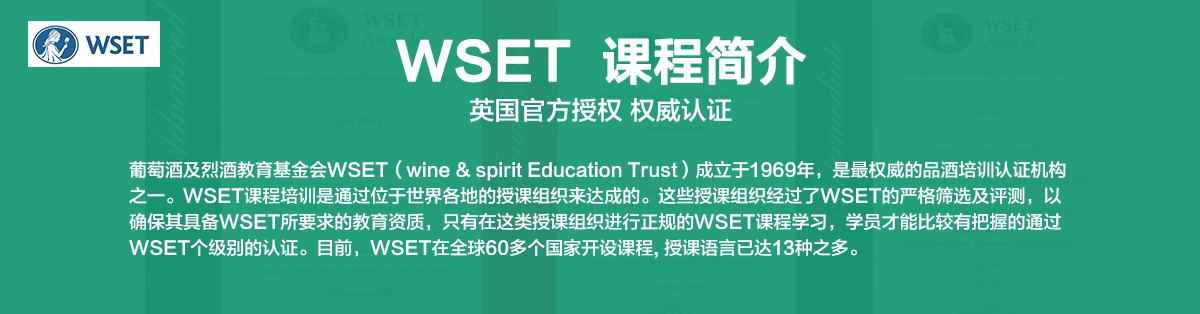 WSET
WSET 课程简介
英国官方授权 权威认证
葡萄酒及烈酒教育基金会WSET（wine & spirit Education Trust）成立于1969年，是最权威的品酒培训认证机构
之一。WSET课程培训是通过位于世界各地的授课组织来达成的。这些授课组织经过了WSET的严格筛选及评测，以
确保其具备WSET所要求的教育资质，只有在这类授课组织进行正规的WSET课程学习，学员才能比较有把握的通过
WSET个级别的认证。目前，WSET在全球60多个国家开设课程, 授课语言已达13种之多。
WSET
Awards
WSET
Awards
Advanced